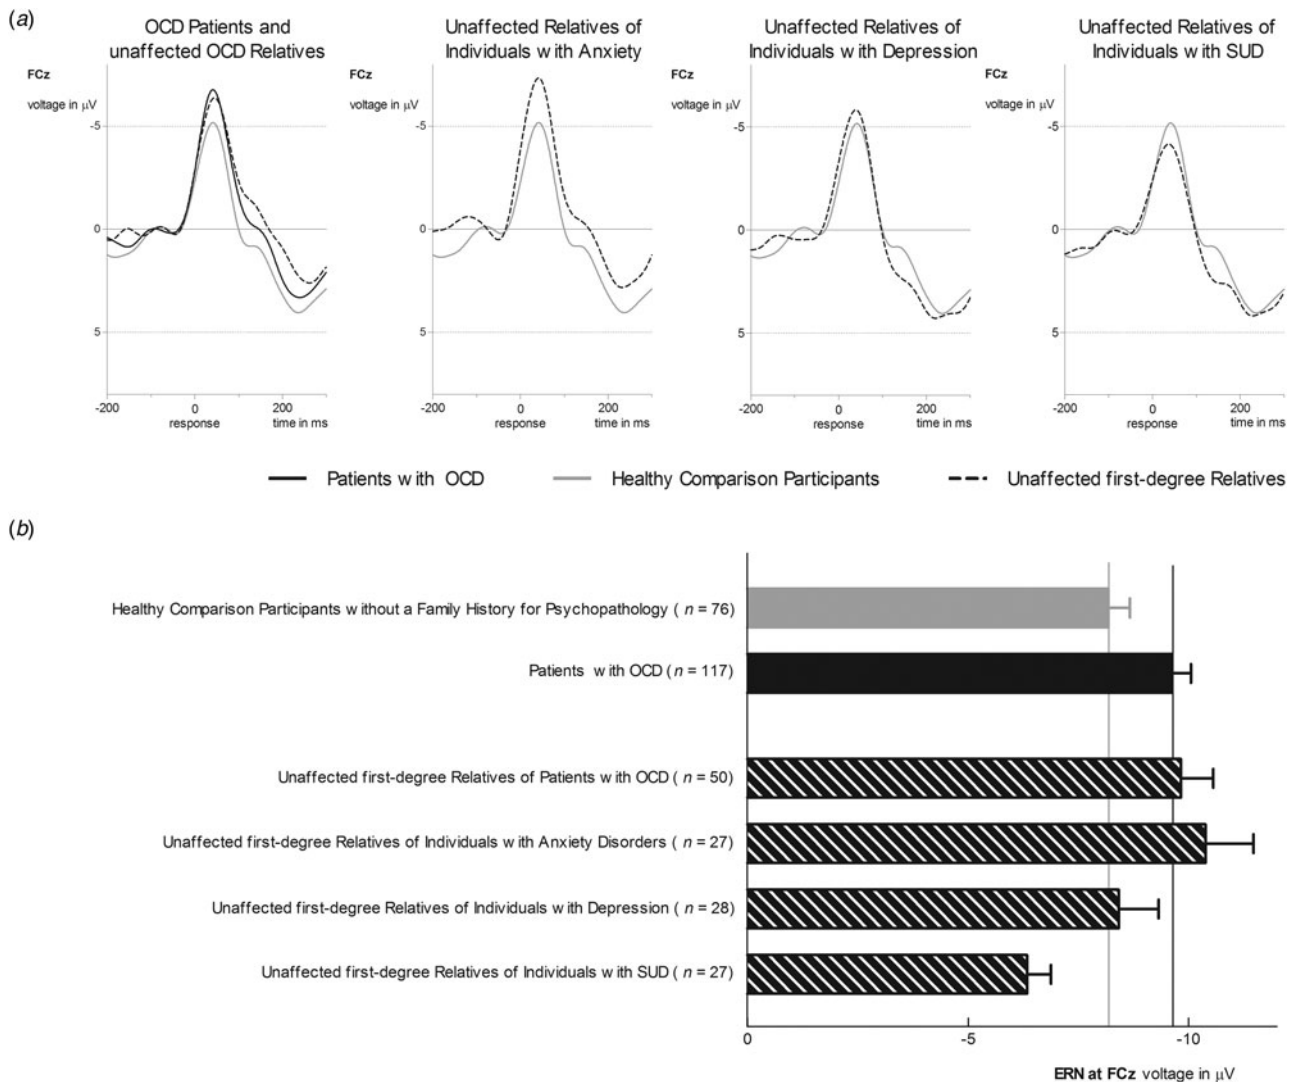 (a)
OCD Patients and
unaffected OCD Relatives
Unaffected Relatives of
Individuals with Anxiety
Unaffected Relatives of
Individuals with Depression
Unaffected Relatives of
Individuals with SUD
FCz
voltage in μV
-5
0
5
-200 0 200
response time in ms
FCz
voltage in μV
-5
0
5
-200 0 200
response time in ms
FCz
voltage in μV
-5
0
5
-200 0 200
response time in ms
FCz
voltage in μV
-5
0
5
-200 0 200
response time in ms
Patients with OCD
Healthy Comparison Participants
Unaffected first-degree Relatives
(b)
Healthy Comparison Participants without a Family History for Psychopathology (n = 76)
Patients with OCD (n = 117)
Unaffected first-degree Relatives of Patients with OCD (n = 50)
Unaffected first-degree Relatives of Individuals with Anxiety Disorders (n = 27)
Unaffected first-degree Relatives of Individuals with Depression (n = 28)
Unaffected first-degree Relatives of Individuals with SUD (n = 27)
0 -5 -10
ERN at FCz voltage in μV